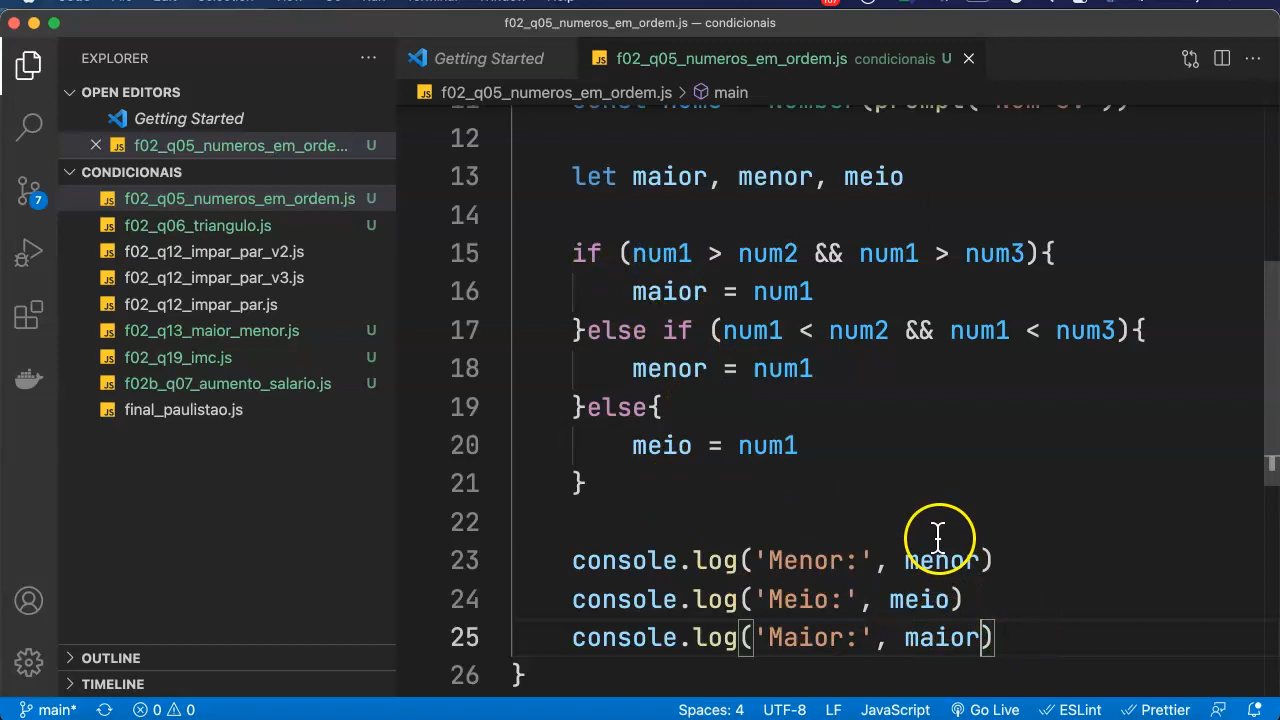 f02_q05_numeros_em_ordem.js — condicionais
EXPLORER
OPEN EDITORS
Getting Started
f02_q05_numeros_em_orde... U
CONDICIONAIS
f02_q05_numeros_em_ordem.js U
f02_q06_triangulo.js U
f02_q12_impar_par_v2.js
f02_q12_impar_par_v3.js
f02_q12_impar_par.js
f02_q13_maior_menor.js U
f02_q19_imc.js U
f02b_q07_aumento_salario.js U
final_paulistao.js
OUTLINE
TIMELINE
7
Getting Started
f02_q05_numeros_em_ordem.js condicionais U
f02_q05_numeros_em_ordem.js > main
12
13 let maior, menor, meio
14
15 if (num1 > num2 && num1 > num3){
16 maior = num1
17 }else if (num1 < num2 && num1 < num3){
18 menor = num1
19 }else{
20 meio = num1
21 }
22
23 console.log('Menor:', menor)
24 console.log('Meio:', meio)
25 console.log('Maior:', maior)
26 }
main* 0 0 Spaces: 4 UTF-8 LF JavaScript Go Live ESLint Prettier